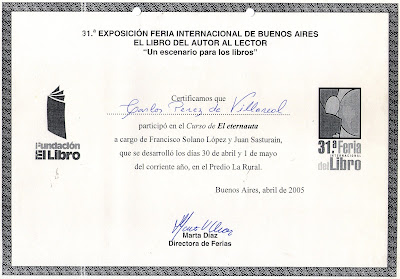 31.º EXPOSICIÓN FERIA INTERNACIONAL DE BUENOS AIRES
EL LIBRO DEL AUTOR AL LECTOR
"Un escenario para los libros"
Certificamos que
Carlos Perez de Villareal
participó en el Curso de El eternauta
a cargo de Francisco Solano López y Juan Sasturain,
que se desarrolló los días 30 de abril y 1 de mayo
del corriente año, en el Predio La Rural.
Buenos Aires, abril de 2005
Fundación
El Libro
31.ª Feria
INTERNACIONAL
del Libro
Marta Díaz
Directora de Ferias